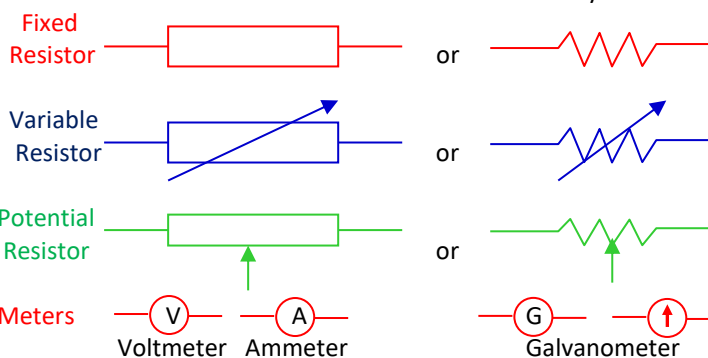 Fixed
Resistor
or
Variable
Resistor
or
Potential
Resistor
or
Meters
V
A
G
Voltmeter
Ammeter
Galvanometer